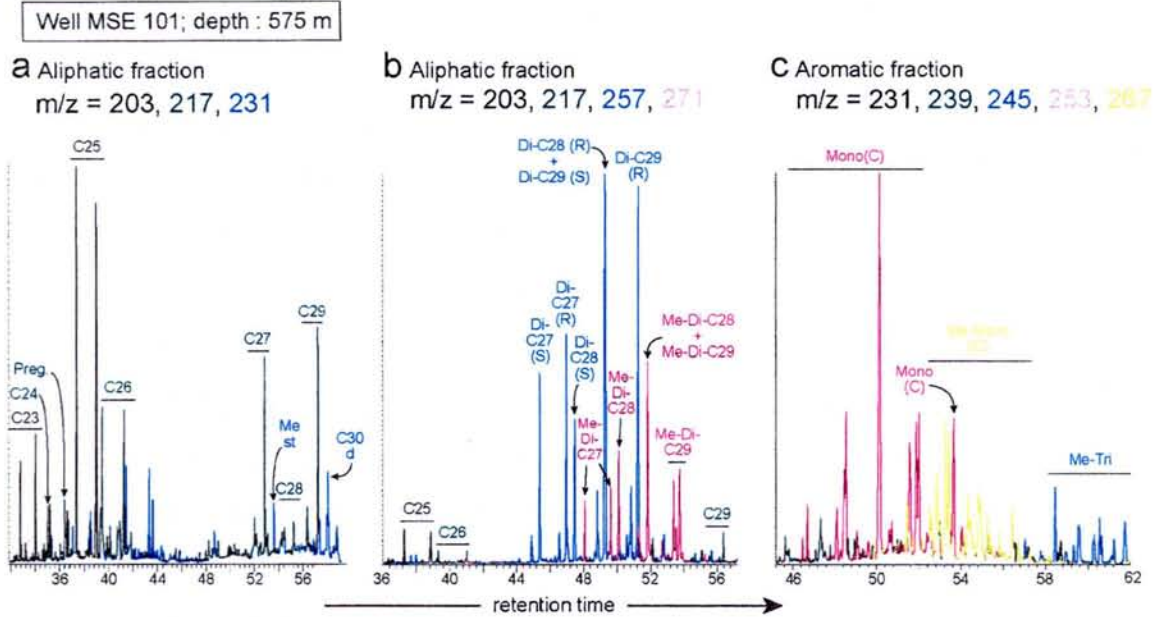 Well MSE 101; depth : 575 m
a Aliphatic fraction
m/z = 203, 217, 231
C25
Preg
C24
C23
C26
C27
Me
st
C28
C29
C30
d
36 40 44 48 52 56
b Aliphatic fraction
m/z = 203, 217, 257, 271
Di-C28 (R)
+
Di-C29 (S)
Di-C29
(R)
Di-
C27
(R)
Di-
C27
(S)
Di-
C28
(S)
Me-
Di-
C27
Me-
Di-
C28
Me-Di-C28
+
Me-Di-C29
Me-Di-
C29
C25
C26
C29
36 40 44 48 52 56
c Aromatic fraction
m/z = 231, 239, 245, 253, 267
Mono(C)
Mono
(C)
Me-Tri
46 50 54 58 62
retention time